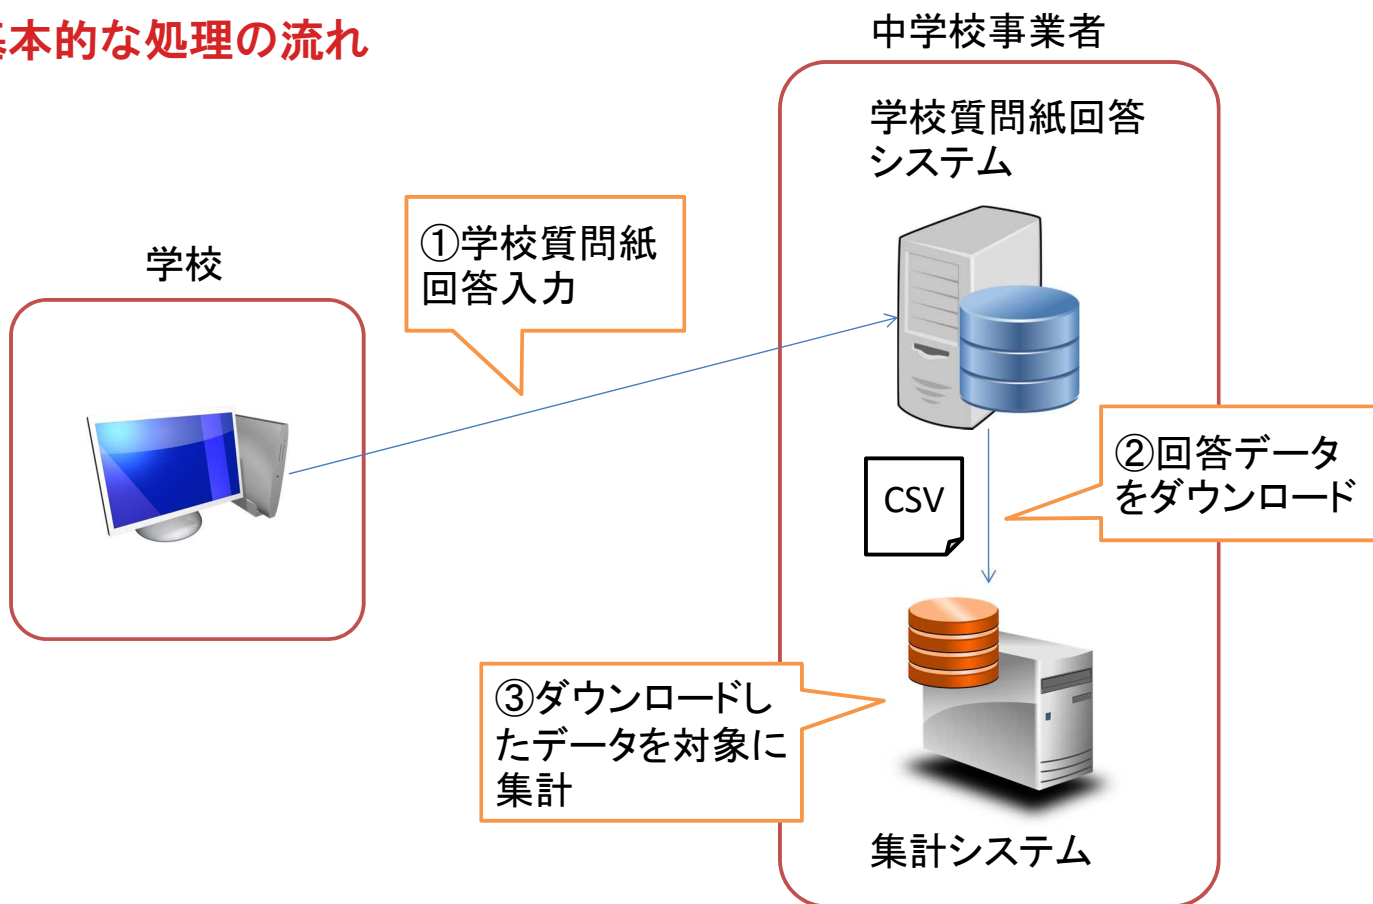 本的な処理の流れ
中学校事業者
学校質問紙回答
システム
①学校質問紙
回答入力
学校
②回答データ
をダウンロード
CSV
③ダウンロードし
たデータを対象に
集計
集計システム